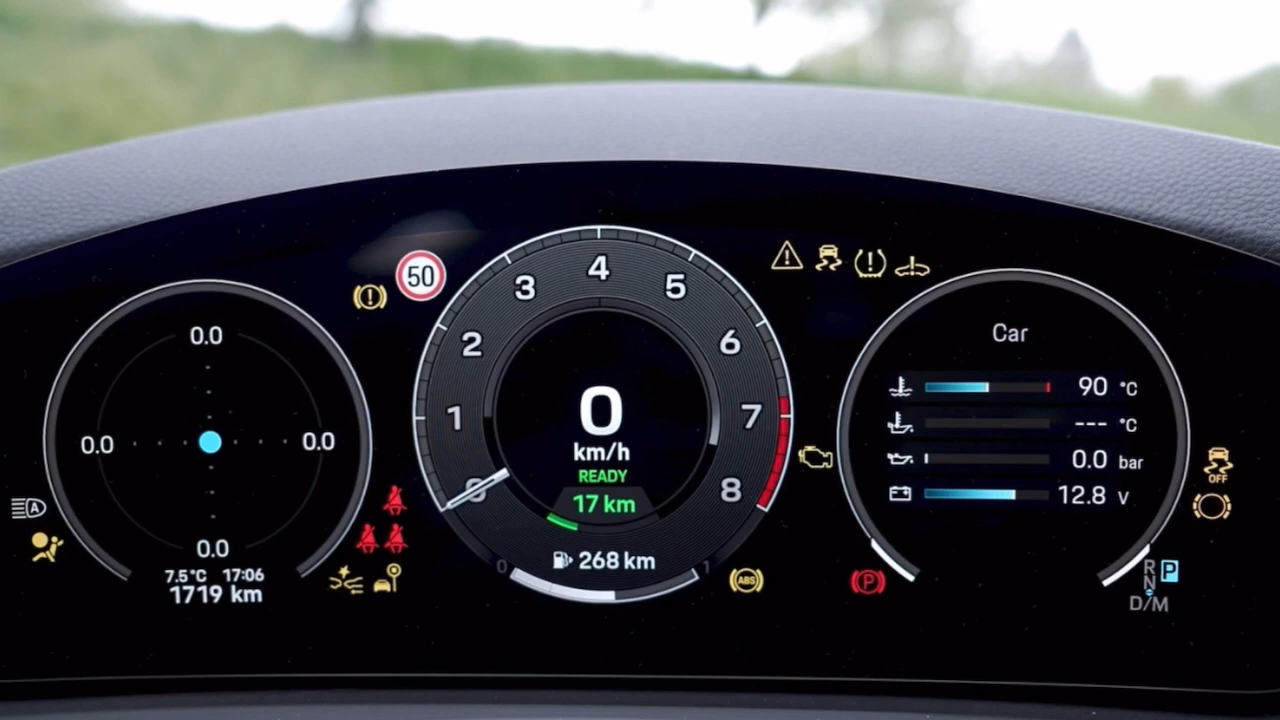 50
0.0
0.0
0.0
0.0
7.5°C 17:06
1719 km
A
0
1
2
3
4
5
6
7
8
0
km/h
READY
17 km
268 km
0
1
ABS
Car
90 °C
--- °C
0.0 bar
12.8 V
OFF
P
R P
N
D/M